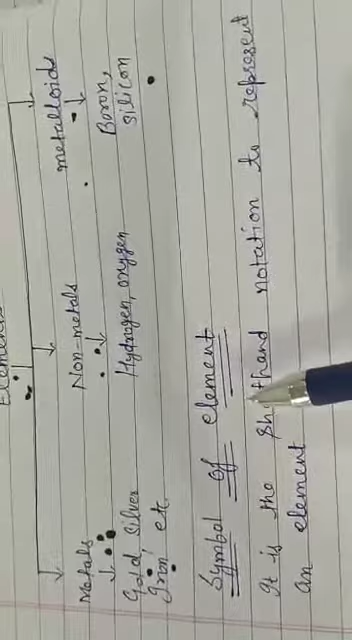 Elements
Metals Non-metals metalloids
Gold, silver Hydrogen, oxygen Boron,
Iron etc silicon
Symbol of element
It is the shorthand notation to represent
an element